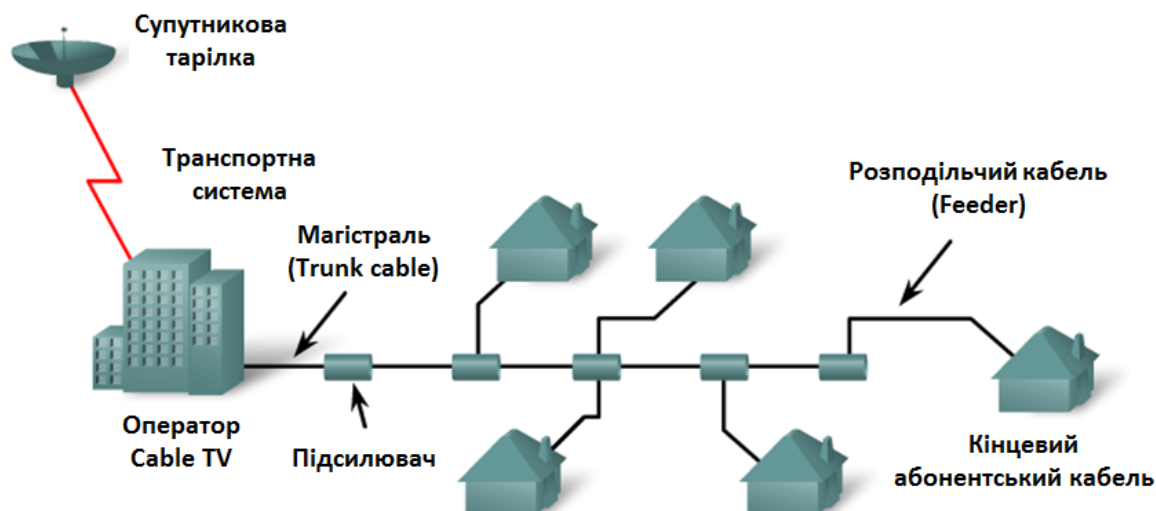 Супутникова
тарілка
Транспортна
система
Магістраль
(Trunk cable)
Розподільчий кабель
(Feeder)
Оператор
Cable TV
Підсилювач
Кінцевий
абонентський кабель